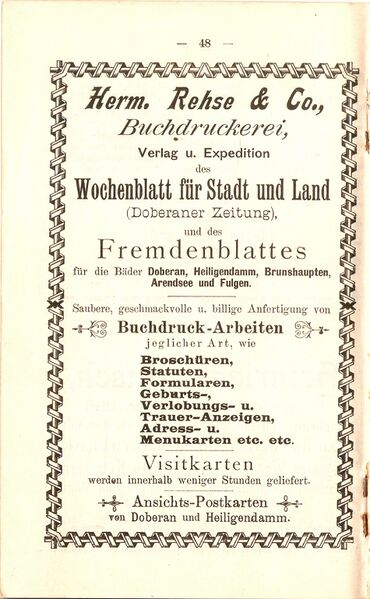 — 48 —
Herm. Rehse & Co.,
Buchdruckerei,
Verlag u. Expedition
des
Wochenblatt für Stadt und Land
(Doberaner Zeitung),
und des
Fremdenblattes
für die Bäder Doberan, Heiligendamm, Brunshaupten,
Arendsee und Fulgen.
Saubere, geschmackvolle u. billige Anfertigung von
Buchdruck-Arbeiten
jeglicher Art, wie
Broschüren,
Statuten,
Formularen,
Geburts-,
Verlobungs- u.
Trauer-Anzeigen,
Adress- u.
Menukarten etc. etc.
Visitkarten
werden innerhalb weniger Stunden geliefert.
Ansichts-Postkarten
von Doberan und Heiligendamm.